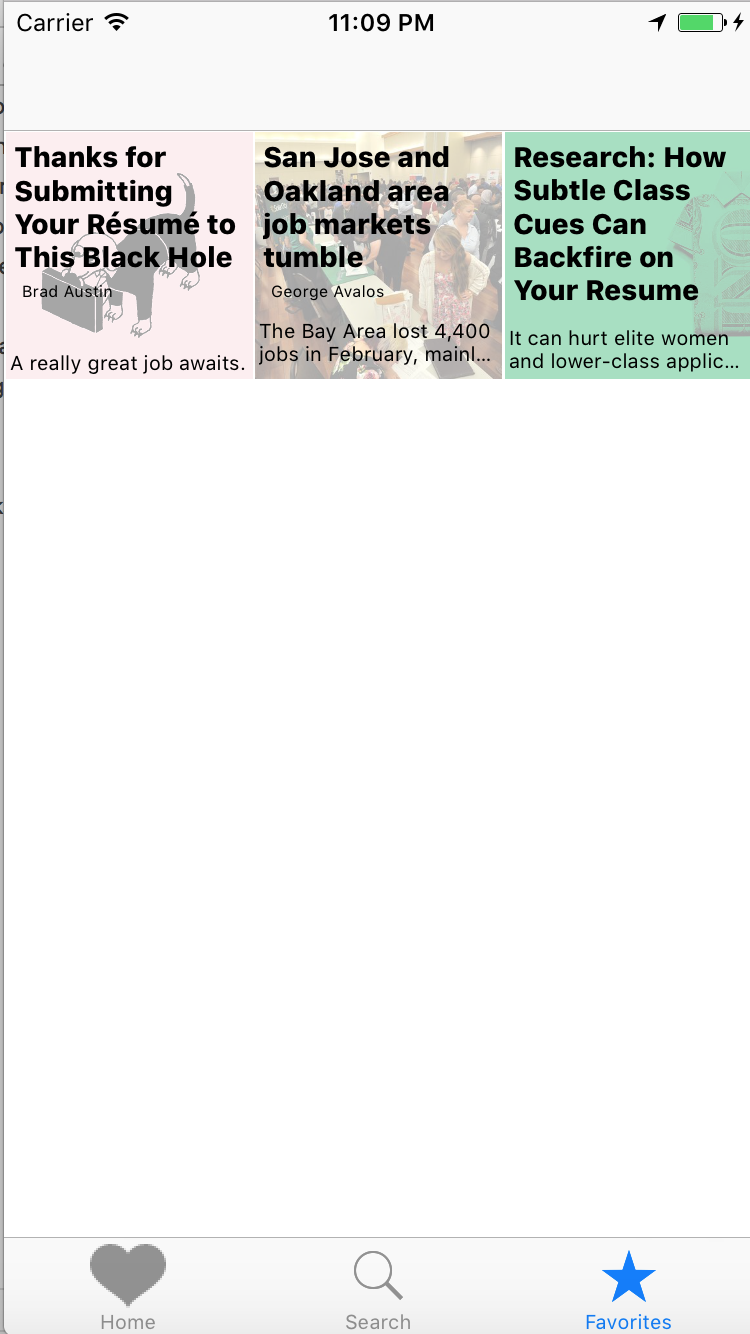 Carrier 11:09 PM
Thanks for
Submitting
Your Résumé to
This Black Hole
Brad Austin
A really great job awaits.
San Jose and
Oakland area
job markets
tumble
George Avalos
The Bay Area lost 4,400
jobs in February, mainl...
Research: How
Subtle Class
Cues Can
Backfire on
Your Resume
It can hurt elite women
and lower-class applic...
Home Search Favorites